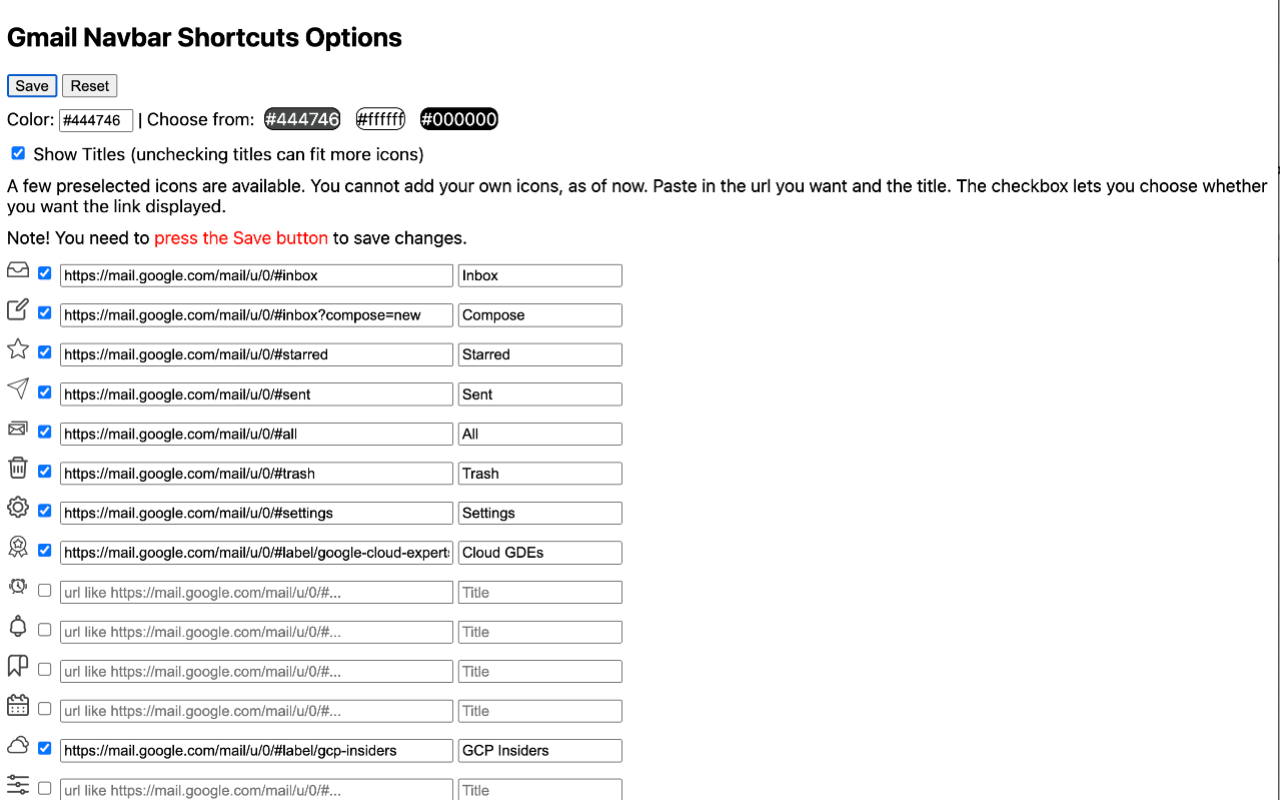 Gmail Navbar Shortcuts Options
Save Reset
Color: #444746 | Choose from: #444746 #ffffff #000000
Show Titles (unchecking titles can fit more icons)
A few preselected icons are available. You cannot add your own icons, as of now. Paste in the url you want and the title. The checkbox lets you choose whether
you want the link displayed.
Note! You need to press the Save button to save changes.
https://mail.google.com/mail/u/0/#inbox Inbox
https://mail.google.com/mail/u/0/#inbox?compose=new Compose
https://mail.google.com/mail/u/0/#starred Starred
https://mail.google.com/mail/u/0/#sent Sent
https://mail.google.com/mail/u/0/#all All
https://mail.google.com/mail/u/0/#trash Trash
https://mail.google.com/mail/u/0/#settings Settings
https://mail.google.com/mail/u/0/#label/google-cloud-experts Cloud GDEs
url like https://mail.google.com/mail/u/0/#... Title
url like https://mail.google.com/mail/u/0/#... Title
url like https://mail.google.com/mail/u/0/#... Title
url like https://mail.google.com/mail/u/0/#... Title
https://mail.google.com/mail/u/0/#label/gcp-insiders GCP Insiders
url like https://mail.google.com/mail/u/0/#... Title